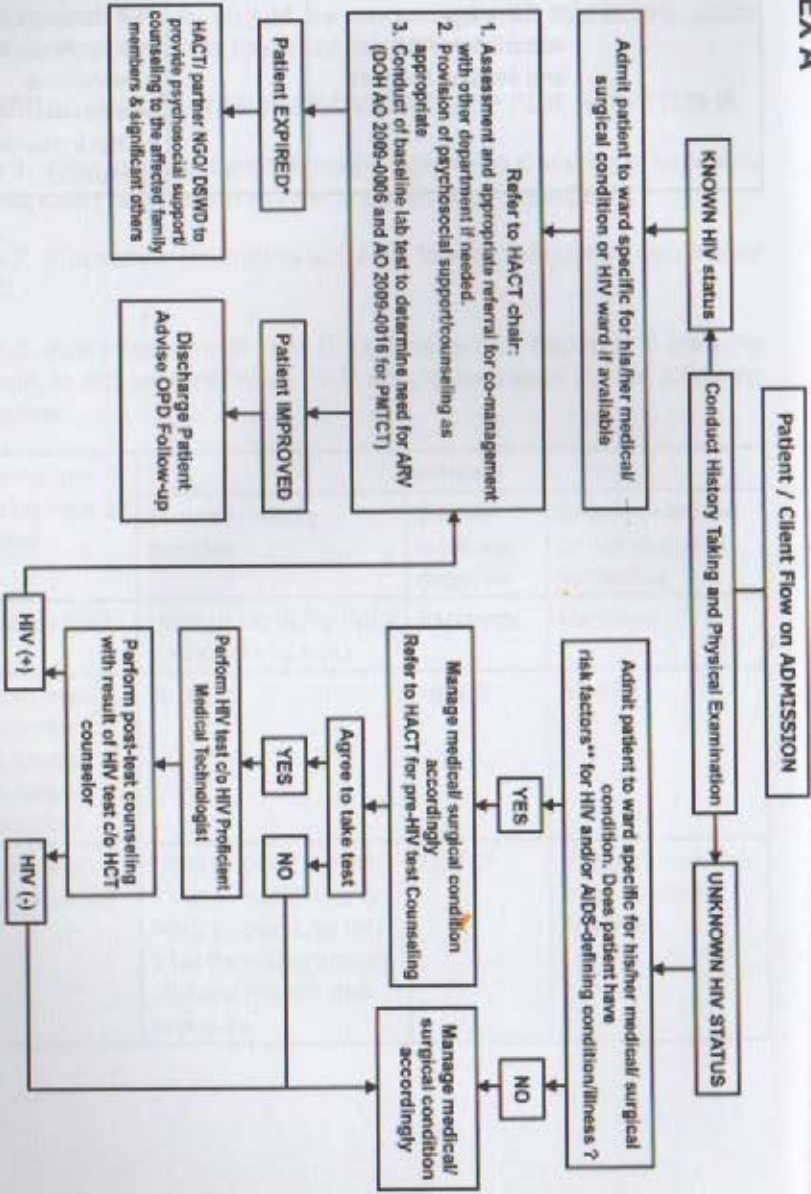 EX A
Patient / Client Flow on ADMISSION
Conduct History Taking and Physical Examination
KNOWN HIV status
UNKNOWN HIV STATUS
Admit patient to ward specific for his/her medical/
surgical condition or HIV ward if available
Refer to HACT chair:
1. Assessment and appropriate referral for co-management
with other department if needed.
2. Provision of psychosocial support/counseling as
appropriate
3. Conduct of baseline lab test to determine need for ARV
(DOH AO 2009-0006 and AO 2009-0016 for PMTCT)
Patient EXPIRED*
Patient IMPROVED
HACT/ partner NGO/ DSWD to
provide psychosocial support/
counseling to the affected family
members & significant others
Discharge Patient
Advise OPD Follow-up
Admit patient to ward specific for his/her medical/ surgical
condition. Does patient have
risk factors** for HIV and/or AIDS-defining condition/illness ?
YES
NO
Manage medical/ surgical condition
accordingly
Refer to HACT for pre-HIV test Counseling
Manage medical/
surgical condition
accordingly
Agree to take test
YES
NO
Perform HIV test c/o HIV Proficient
Medical Technologist
Perform post-test counseling
with result of HIV test c/o HCT
counselor
HIV (+)
HIV (-)